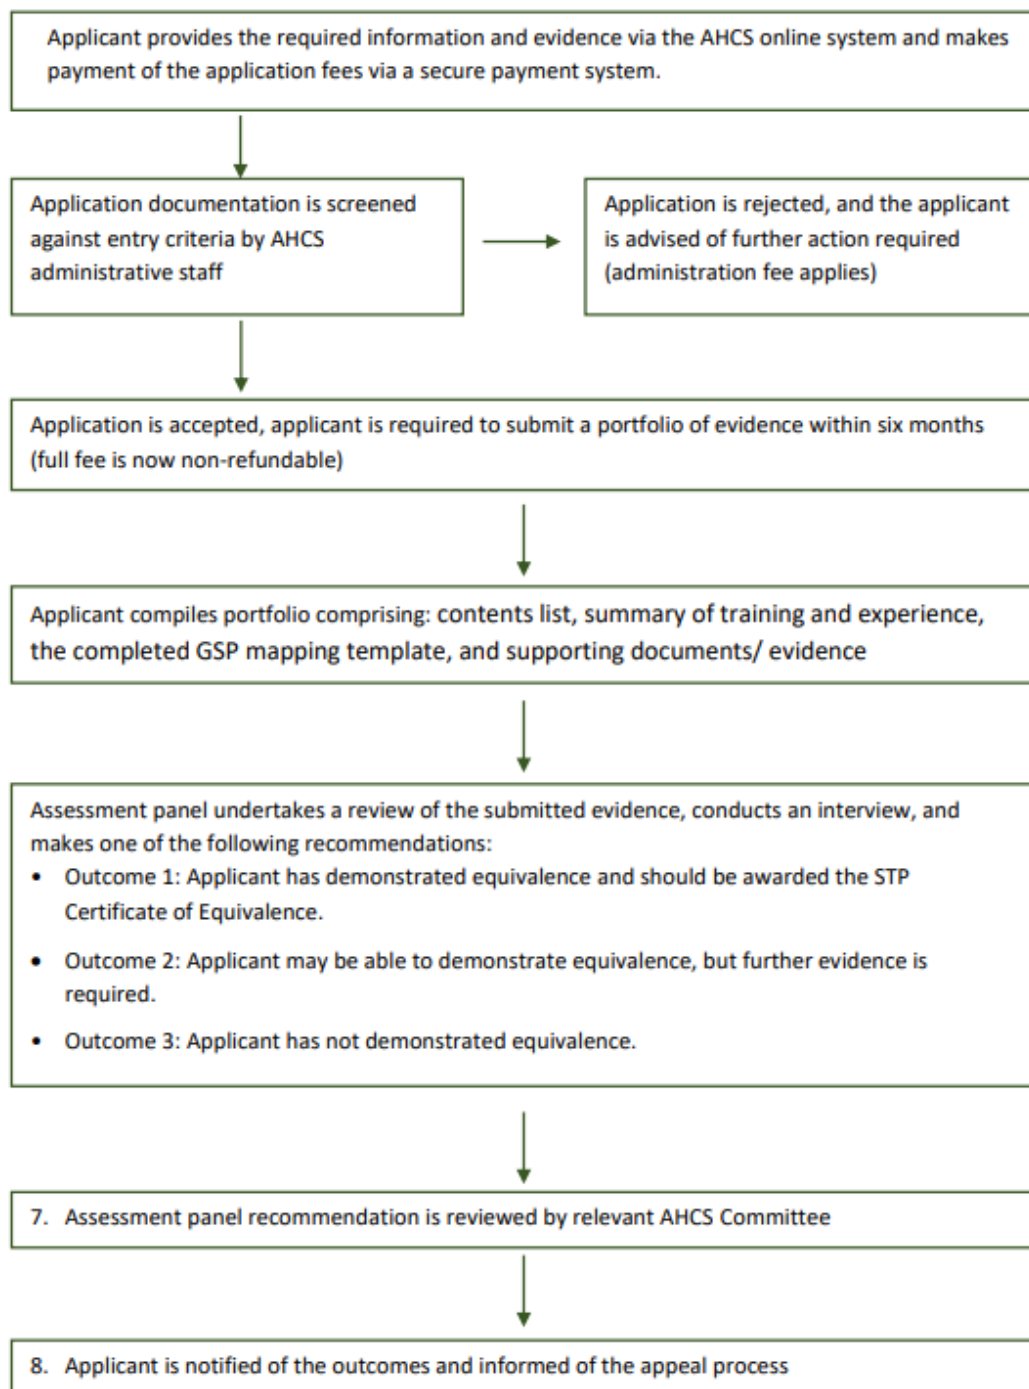 Applicant provides the required information and evidence via the AHCS online system and makes
payment of the application fees via a secure payment system.
Application documentation is screened
against entry criteria by AHCS
administrative staff
Application is rejected, and the applicant
is advised of further action required
(administration fee applies)
Application is accepted, applicant is required to submit a portfolio of evidence within six months
(full fee is now non-refundable)
Applicant compiles portfolio comprising: contents list, summary of training and experience,
the completed GSP mapping template, and supporting documents/ evidence
Assessment panel undertakes a review of the submitted evidence, conducts an interview, and
makes one of the following recommendations:
• Outcome 1: Applicant has demonstrated equivalence and should be awarded the STP
Certificate of Equivalence.
• Outcome 2: Applicant may be able to demonstrate equivalence, but further evidence is
required.
• Outcome 3: Applicant has not demonstrated equivalence.
7. Assessment panel recommendation is reviewed by relevant AHCS Committee
8. Applicant is notified of the outcomes and informed of the appeal process